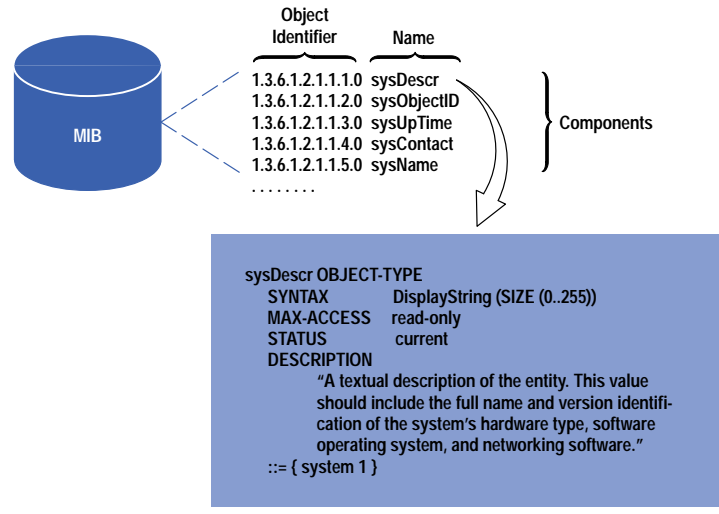 Object
Identifier
Name
MIB
1.3.6.1.2.1.1.1.0 sysDescr
1.3.6.1.2.1.1.2.0 sysObjectID
1.3.6.1.2.1.1.3.0 sysUpTime
1.3.6.1.2.1.1.4.0 sysContact
1.3.6.1.2.1.1.5.0 sysName
. . . . . . . .
Components
sysDescr OBJECT-TYPE
SYNTAX DisplayString (SIZE (0..255))
MAX-ACCESS read-only
STATUS current
DESCRIPTION
“A textual description of the entity. This value
should include the full name and version identifi-
cation of the system’s hardware type, software
operating system, and networking software.”
::= { system 1 }